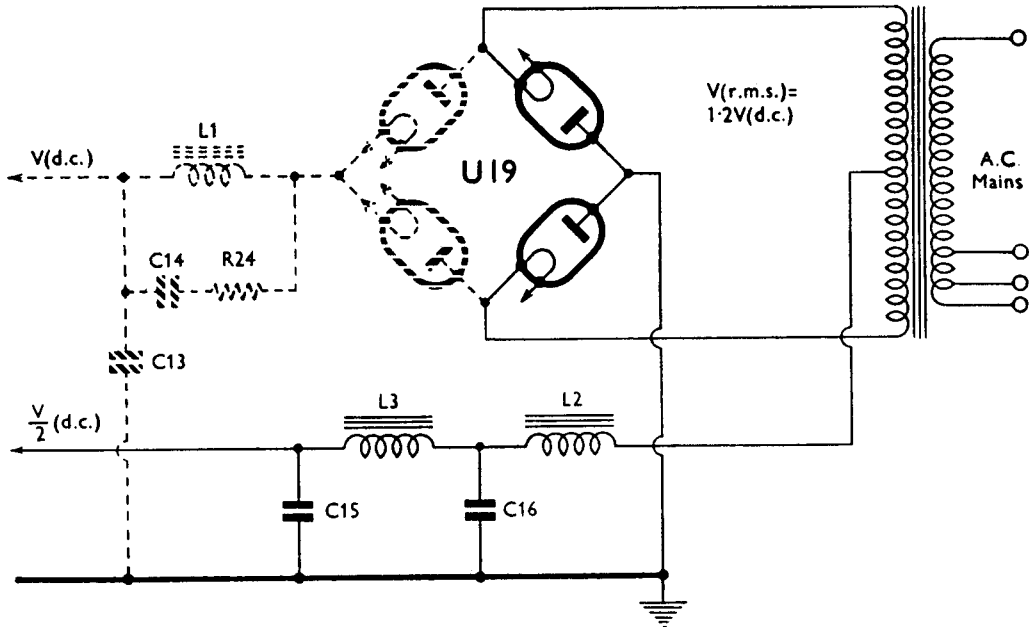 V(r.m.s.)=
1·2V(d.c.)
L1
V(d.c.)
U19
A.C.
Mains
C14
R24
C13
L3
L2
V/2 (d.c.)
C15
C16